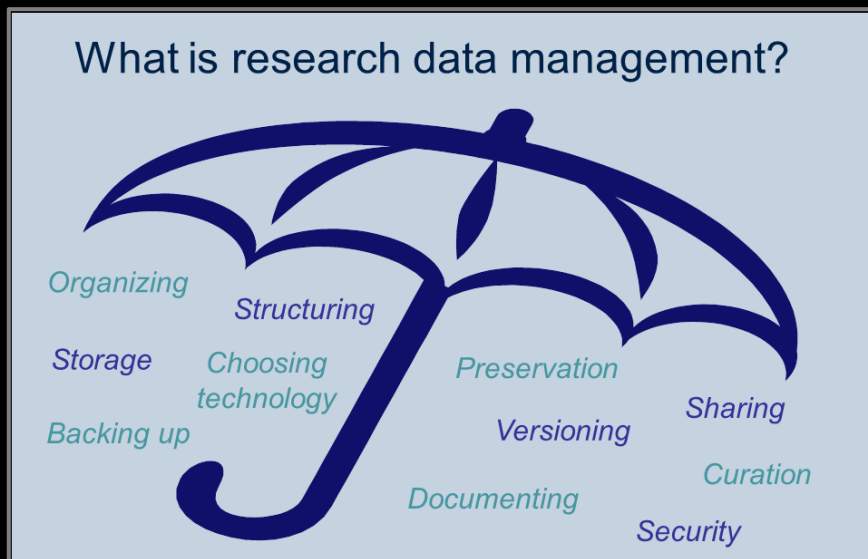 What is research data management?
Organizing
Structuring
Storage
Choosing
technology
Backing up
Preservation
Sharing
Versioning
Curation
Documenting
Security